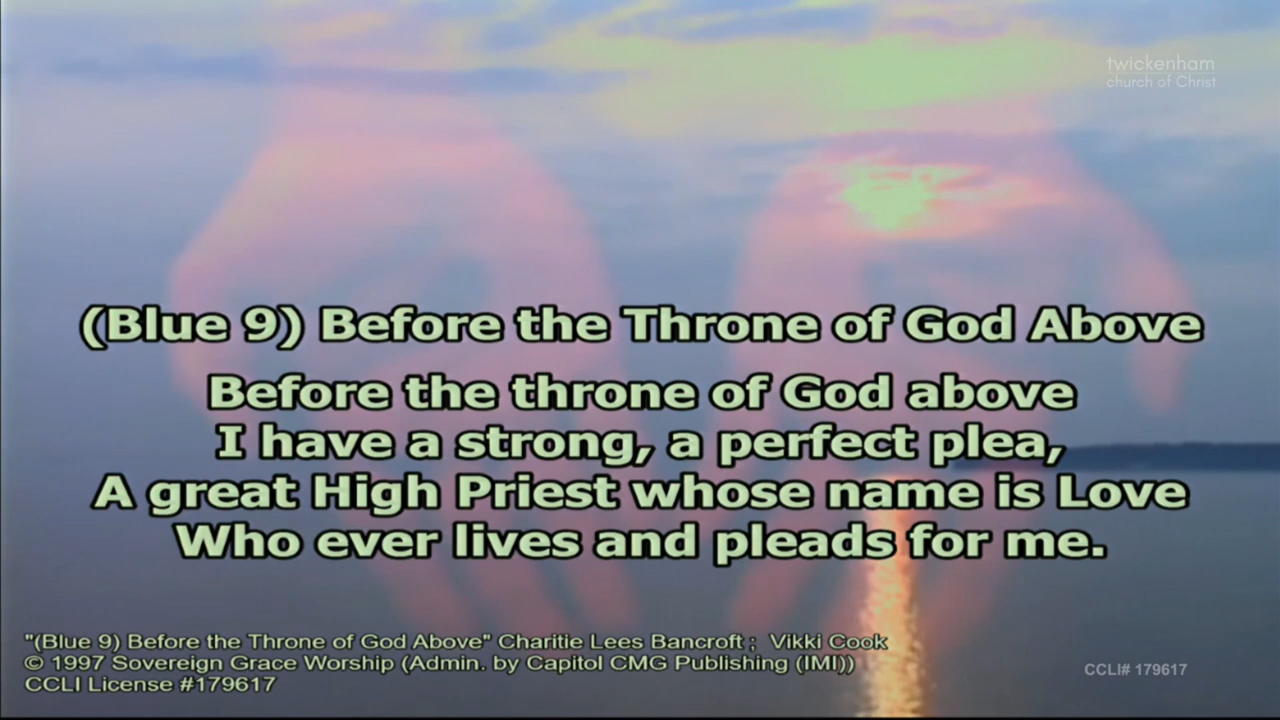 twickenham
church of Christ
(Blue 9) Before the Throne of God Above
Before the throne of God above
I have a strong, a perfect plea,
A great High Priest whose name is Love
Who ever lives and pleads for me.
"(Blue 9) Before the Throne of God Above" Charitie Lees Bancroft ; Vikki Cook
© 1997 Sovereign Grace Worship (Admin. by Capitol CMG Publishing (IMI))
CCLI License #179617
CCLI# 179617